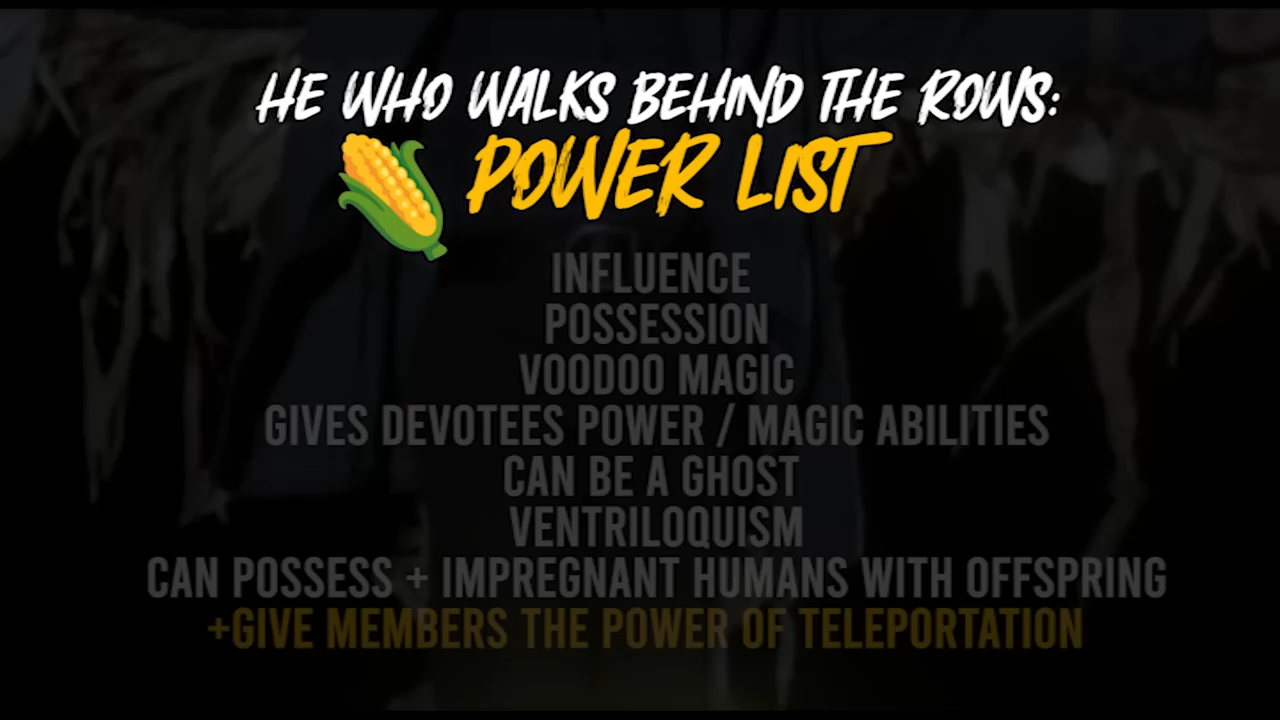 HE WHO WALKS BEHIND THE ROWS:
POWER LIST
INFLUENCE
POSSESSION
VOODOO MAGIC
GIVES DEVOTEES POWER / MAGIC ABILITIES
CAN BE A GHOST
VENTRILOQUISM
CAN POSSESS + IMPREGNANT HUMANS WITH OFFSPRING
+GIVE MEMBERS THE POWER OF TELEPORTATION